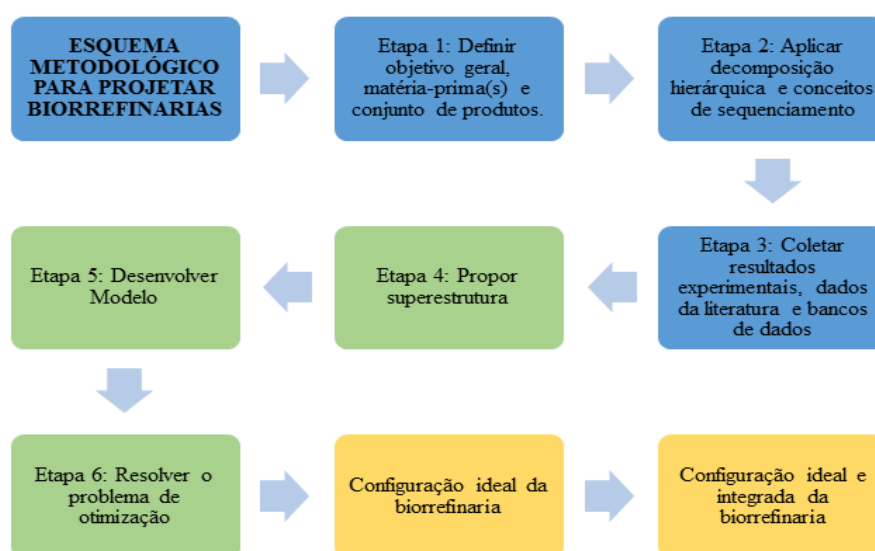 ESQUEMA
METODOLÓGICO
PARA PROJETAR
BIORREFINARIAS
Etapa 1: Definir
objetivo geral,
matéria-prima(s) e
conjunto de produtos.
Etapa 2: Aplicar
decomposição
hierárquica e conceitos
de sequenciamento
Etapa 3: Coletar
resultados
experimentais, dados
da literatura e bancos
de dados
Etapa 4: Propor
superestrutura
Etapa 5: Desenvolver
Modelo
Etapa 6: Resolver o
problema de
otimização
Configuração ideal da
biorrefinaria
Configuração ideal e
integrada da
biorrefinaria